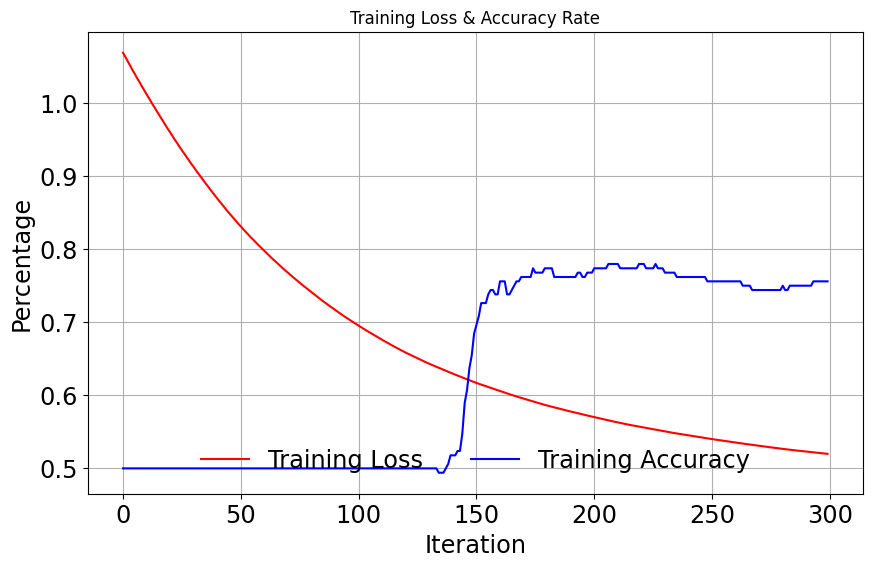 Training Loss & Accuracy Rate
Percentage
1.0
0.9
0.8
0.7
0.6
0.5
Training Loss
Training Accuracy
0 50 100 150 200 250 300
Iteration